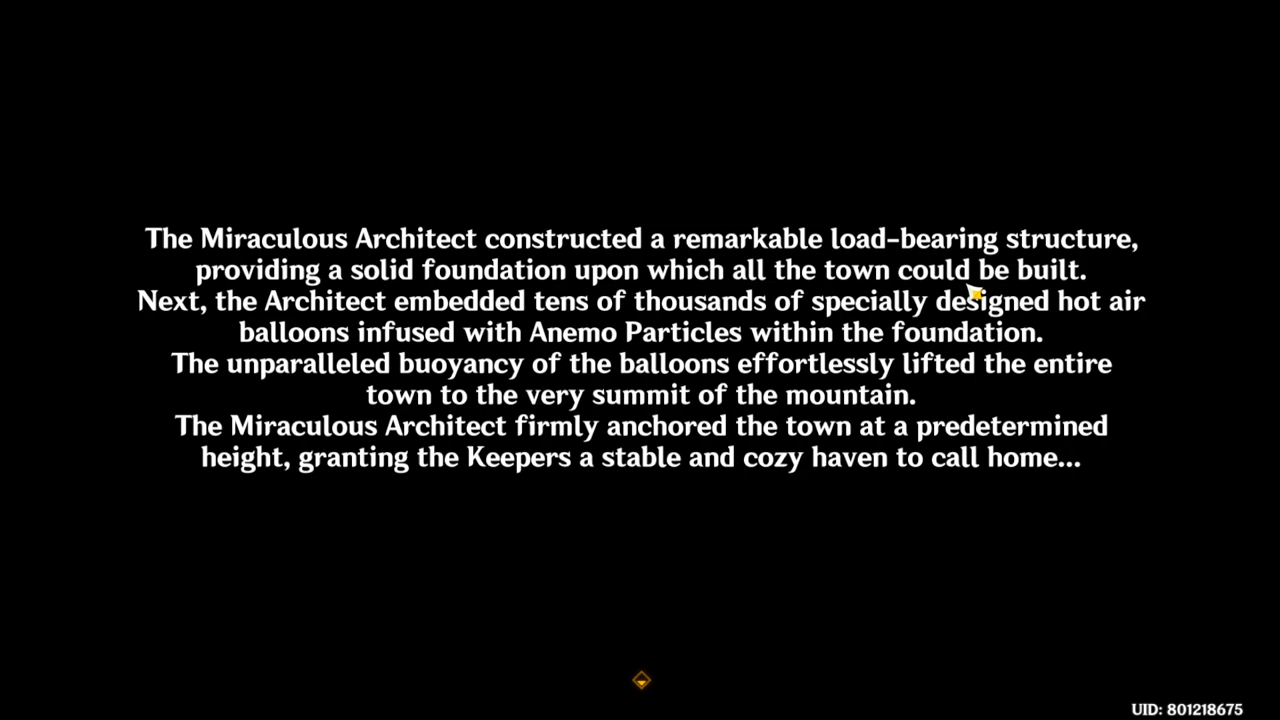 The Miraculous Architect constructed a remarkable load-bearing structure,
providing a solid foundation upon which all the town could be built.
Next, the Architect embedded tens of thousands of specially designed hot air
balloons infused with Anemo Particles within the foundation.
The unparalleled buoyancy of the balloons effortlessly lifted the entire
town to the very summit of the mountain.
The Miraculous Architect firmly anchored the town at a predetermined
height, granting the Keepers a stable and cozy haven to call home...
UID: 801218675